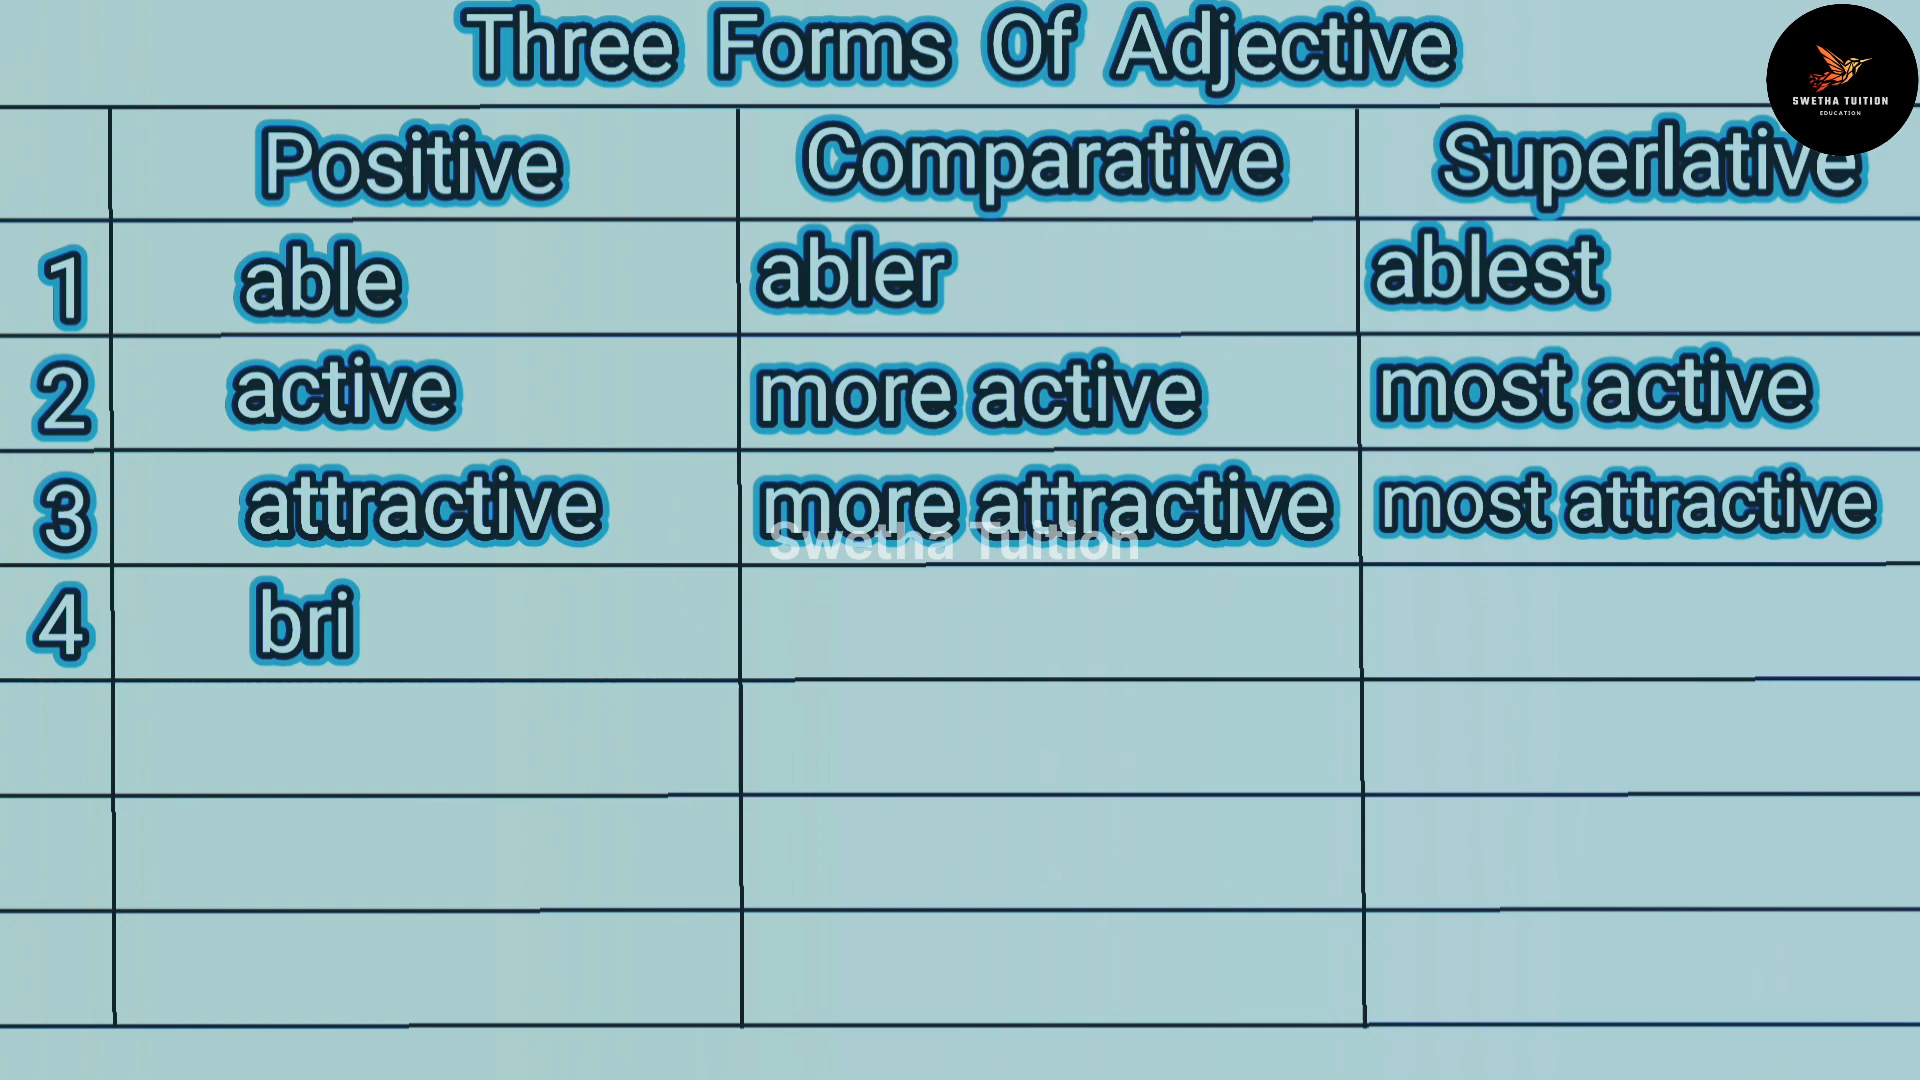 Three Forms Of Adjective
SWETHA TUITION
EDUCATION
Positive Comparative Superlative
1 able abler ablest
2 active more active most active
3 attractive more attractive most attractive
Swetha Tuition
4 bri